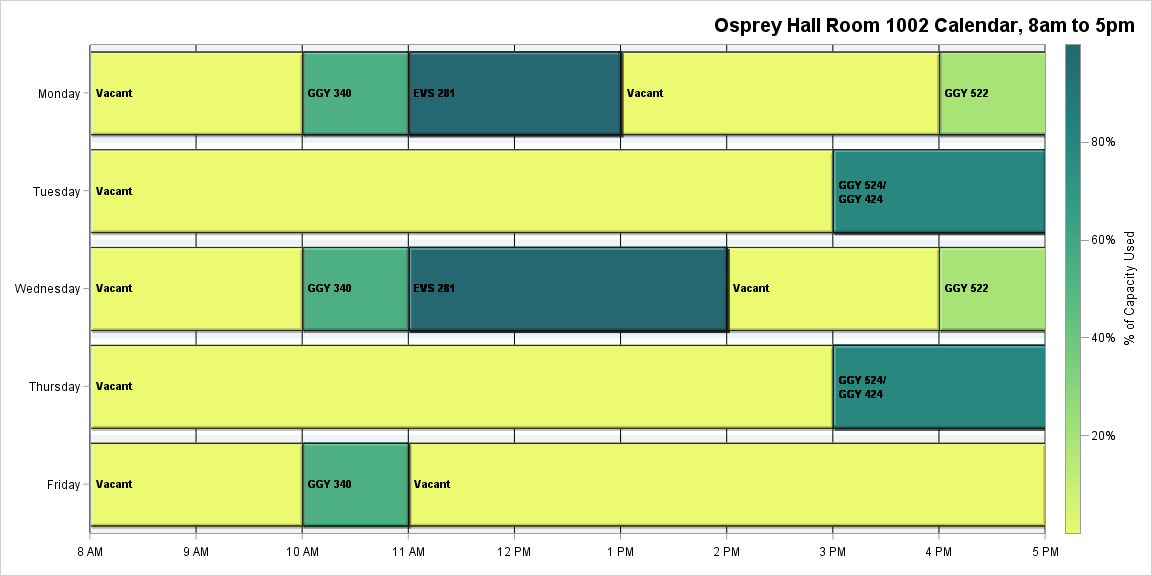 Osprey Hall Room 1002 Calendar, 8am to 5pm
Monday
Vacant
GGY 340
EVS 281
Vacant
GGY 522
Tuesday
Vacant
GGY 524/
GGY 424
Wednesday
Vacant
GGY 340
EVS 281
Vacant
GGY 522
Thursday
Vacant
GGY 524/
GGY 424
Friday
Vacant
GGY 340
Vacant
8 AM
9 AM
10 AM
11 AM
12 PM
1 PM
2 PM
3 PM
4 PM
5 PM
80%
60%
40%
20%
% of Capacity Used